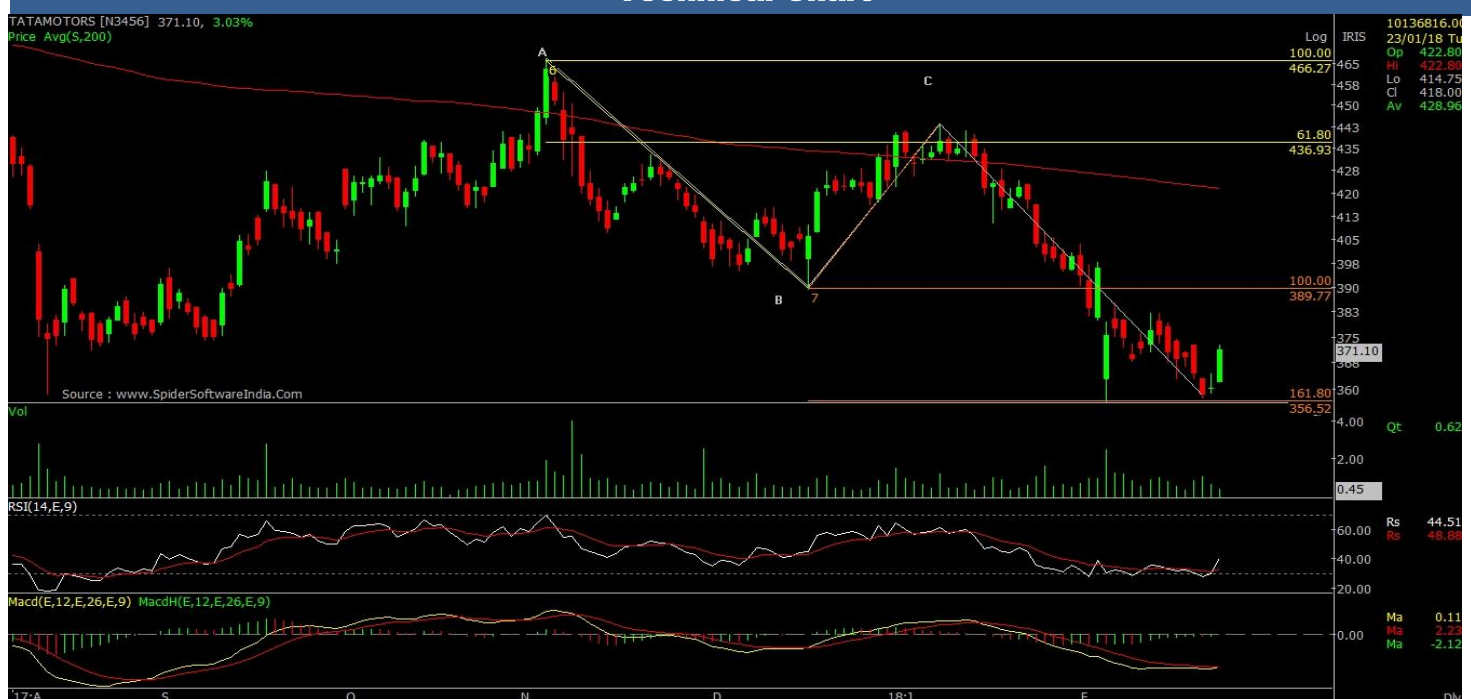 TATAMOTORS [N3456] 371.10, 3.03%
Price Avg(S,200)
Log
IRIS
10136816.00
23/01/18 Tu
Op 422.80
Hi 422.80
Lo 414.75
Cl 418.00
Av 428.96
A
6
C
B
7
100.00
466.27
61.80
436.93
100.00
389.77
161.80
356.52
465
458
450
443
435
428
420
413
405
398
390
383
375
371.10
368
360
Source : www.SpiderSoftwareIndia.com
Vol
4.00
2.00
0.45
Qt 0.62
RSI(14,E,9)
60.00
40.00
20.00
Rs 44.51
Rs 48.88
Macd(E,12,E,26,E,9) MacdH(E,12,E,26,E,9)
0.00
Ma 0.11
Ma 2.23
Ma -2.12
'17:A S O N D '18:J F Dly